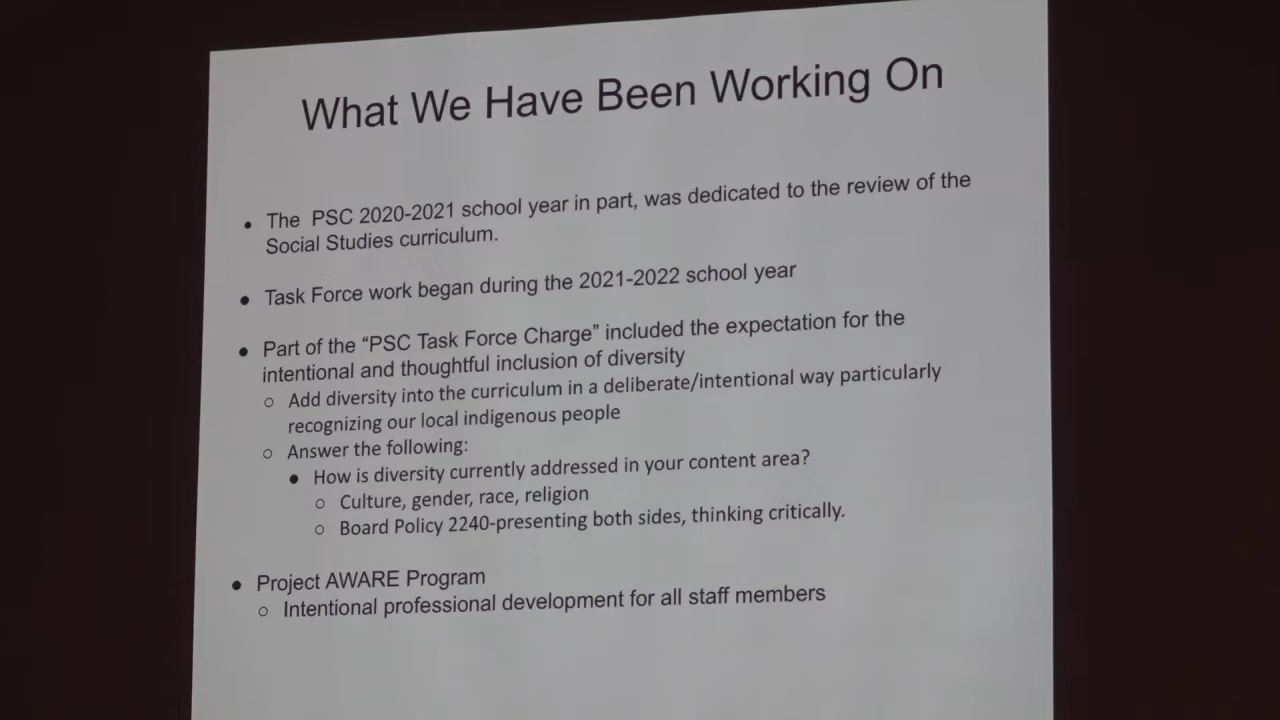 What We Have Been Working On
• The PSC 2020-2021 school year in part, was dedicated to the review of the
Social Studies curriculum.
● Task Force work began during the 2021-2022 school year
● Part of the “PSC Task Force Charge” included the expectation for the
intentional and thoughtful inclusion of diversity
○ Add diversity into the curriculum in a deliberate/intentional way particularly
recognizing our local indigenous people
○ Answer the following:
● How is diversity currently addressed in your content area?
○ Culture, gender, race, religion
○ Board Policy 2240-presenting both sides, thinking critically.
● Project AWARE Program
○ Intentional professional development for all staff members